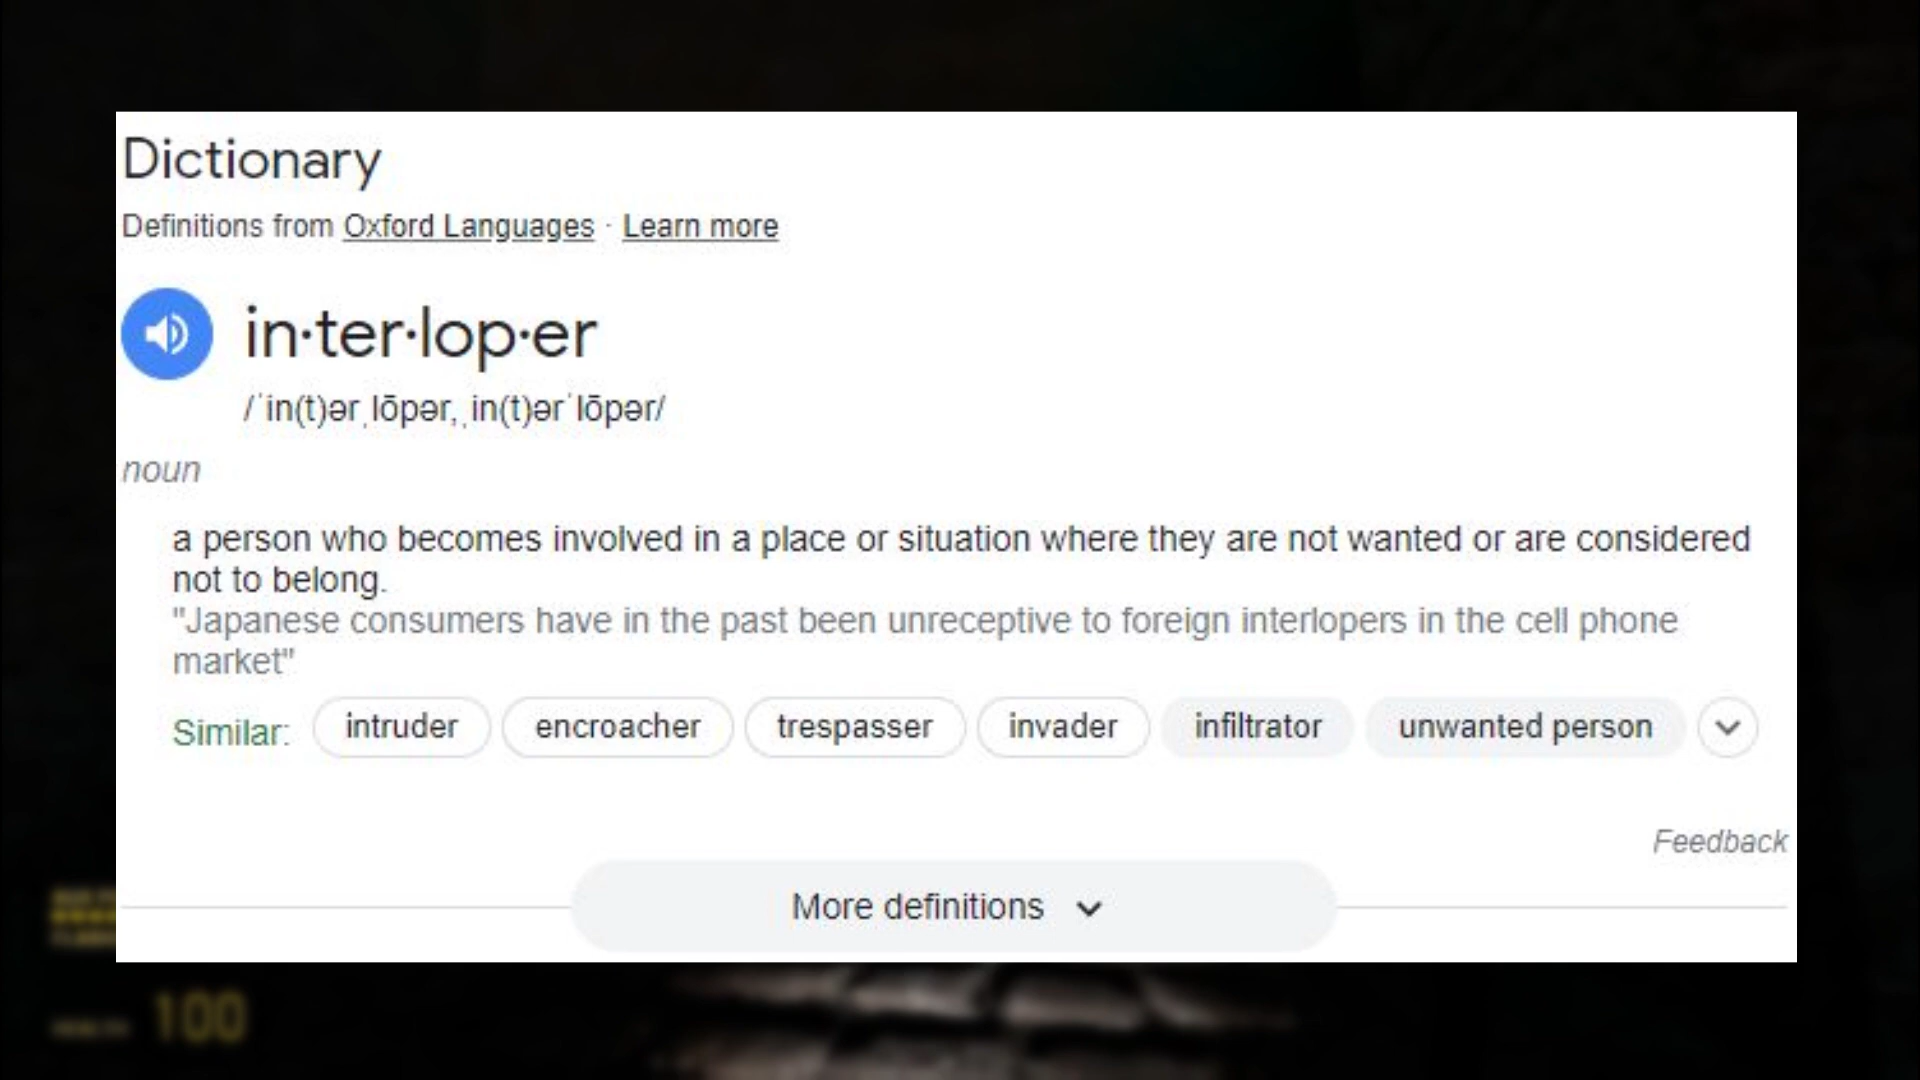 Dictionary
Definitions from Oxford Languages · Learn more
in·ter·lop·er
/ˈin(t)ərˌlōpər,ˌin(t)ərˈlōpər/
noun
a person who becomes involved in a place or situation where they are not wanted or are considered
not to belong.
"Japanese consumers have in the past been unreceptive to foreign interlopers in the cell phone
market"
Similar: intruder encroacher trespasser invader infiltrator unwanted person
Feedback
More definitions
HEALTH 100